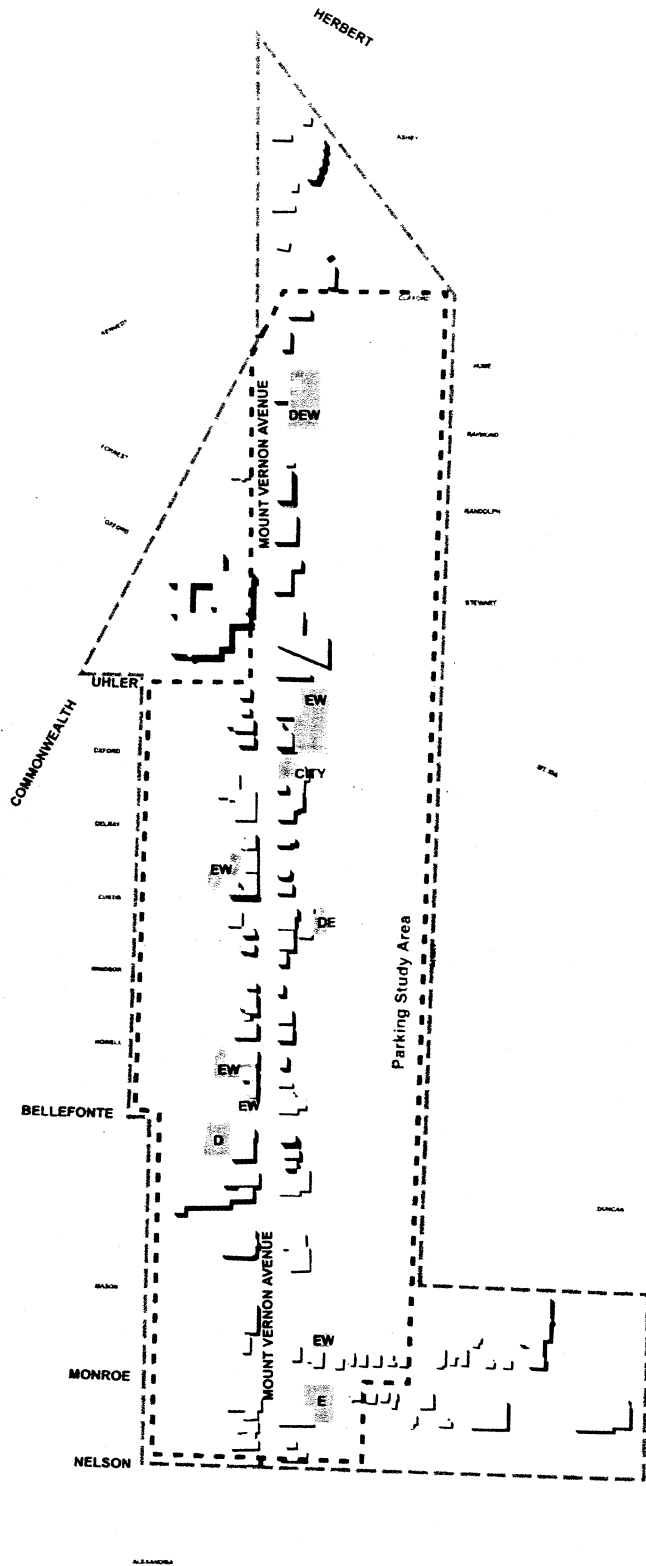 HERBERT
ASHBY
KENNEDY
CLIFFORD
HUME
MOUNT VERNON AVENUE
DEW
RAYMOND
FORREST
RANDOLPH
STEWART
UHLER
EW
COMMONWEALTH
OXFORD
CITY
DELRAY
EW
CURTIS
DE
WINDSOR
Parking Study Area
HOWELL
EW
EW
BELLEFONTE
D
DUNCAN
MOUNT VERNON AVENUE
MASON
EW
MONROE
E
NELSON
ALEXANDRIA